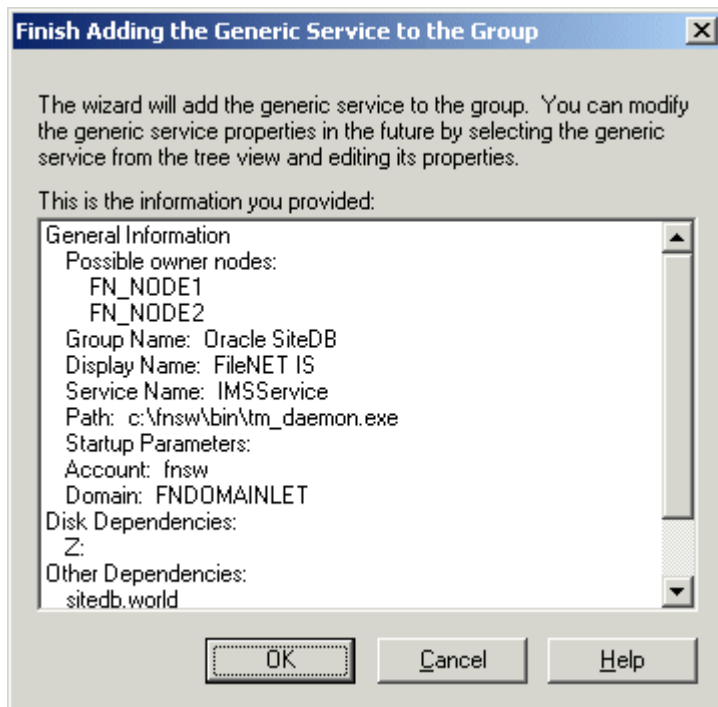 Finish Adding the Generic Service to the Group
The wizard will add the generic service to the group.  You can modify
the generic service properties in the future by selecting the generic
service from the tree view and editing its properties.
This is the information you provided:
General Information
Possible owner nodes:
FN_NODE1
FN_NODE2
Group Name:  Oracle SiteDB
Display Name:  FileNET IS
Service Name:  IMSService
Path:  c:\fnsw\bin\tm_daemon.exe
Startup Parameters:
Account:  fnsw
Domain:  FNDOMAINLET
Disk Dependencies:
Z:
Other Dependencies:
sitedb.world
OK
Cancel
Help